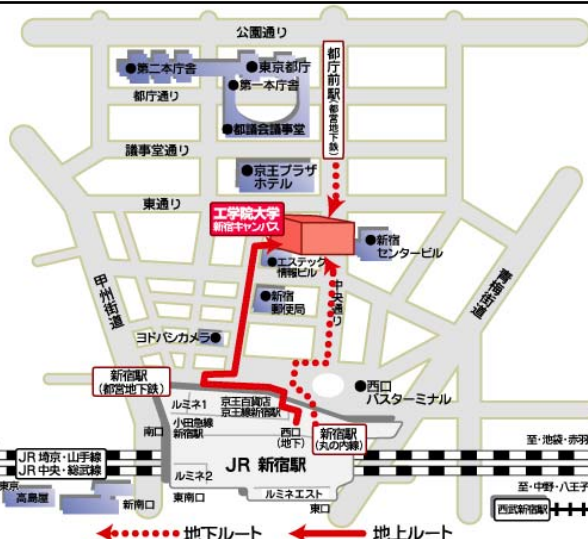 公園通り
●第二本庁舎
●東京都庁
●第一本庁舎
都庁通り
●都議会議事堂
都庁前駅(都営地下鉄)
議事堂通り
●京王プラザ
ホテル
東通り
工学院大学
新宿キャンパス
●新宿
センタービル
●エステック
情報ビル
中央通り
青梅街道
甲州街道
●新宿
郵便局
ヨドバシカメラ●
新宿駅
(都営地下鉄)
●西口
バスターミナル
ルミネ1
京王百貨店
京王線新宿駅
小田急線
新宿駅
南口
西口
(地下)
新宿駅
(丸の内線)
至・池袋・赤羽
JR 埼京・山手線
JR 中央・総武線
JR 新宿駅
ルミネ2
東京
高島屋
新南口
東南口
ルミネエスト
東口
至・中野・八王子
西武新宿駅
地下ルート
地上ルート